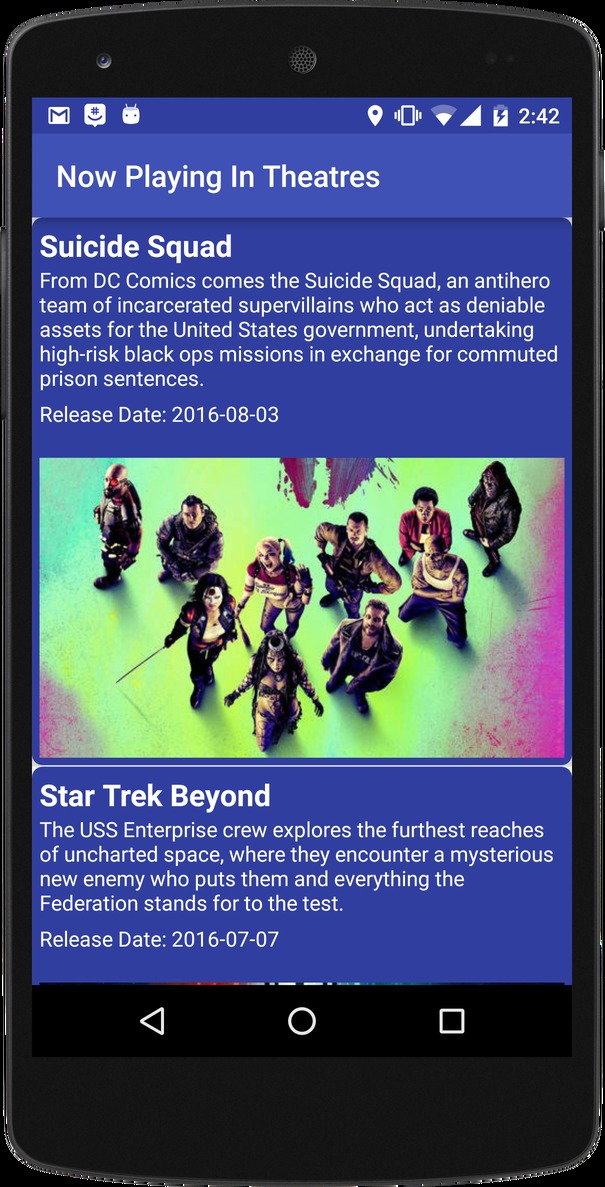 2:42
Now Playing In Theatres
Suicide Squad
From DC Comics comes the Suicide Squad, an antihero
team of incarcerated supervillains who act as deniable
assets for the United States government, undertaking
high-risk black ops missions in exchange for commuted
prison sentences.
Release Date: 2016-08-03
Star Trek Beyond
The USS Enterprise crew explores the furthest reaches
of uncharted space, where they encounter a mysterious
new enemy who puts them and everything the
Federation stands for to the test.
Release Date: 2016-07-07